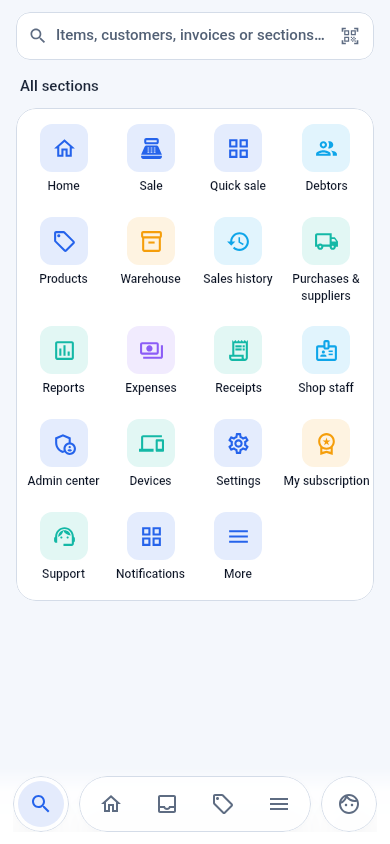 Items, customers, invoices or sections...
All sections
Home
Sale
Quick sale
Debtors
Products
Warehouse
Sales history
Purchases &
suppliers
Reports
Expenses
Receipts
Shop staff
Admin center
Devices
Settings
My subscription
Support
Notifications
More